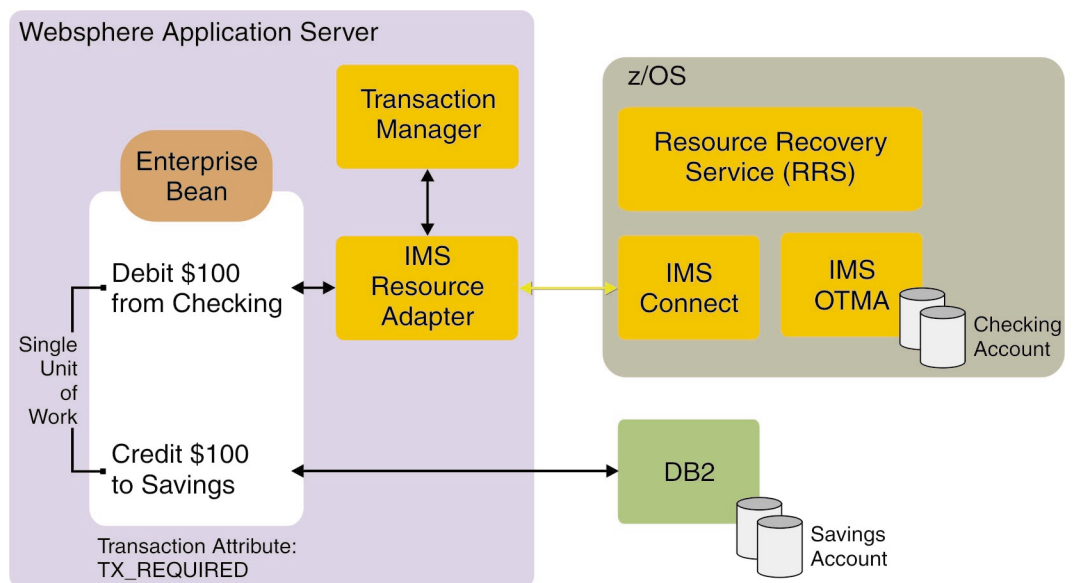 Websphere Application Server
Transaction
Manager
Enterprise
Bean
Debit $100
from Checking
IMS
Resource
Adapter
Single
Unit
of
Work
Credit $100
to Savings
Transaction Attribute:
TX_REQUIRED
z/OS
Resource Recovery
Service (RRS)
IMS
Connect
IMS
OTMA
Checking
Account
DB2
Savings
Account